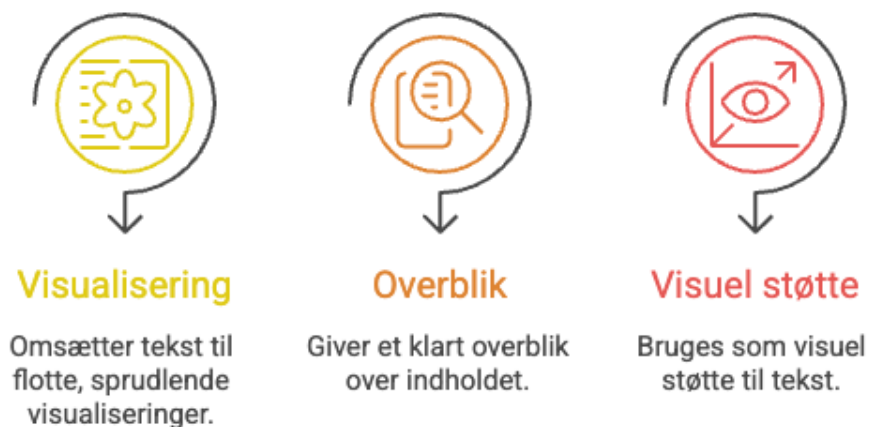 Visualisering
Omsætter tekst til
flotte, sprudlende
visualiseringer.
Overblik
Giver et klart overblik
over indholdet.
Visuel støtte
Bruges som visuel
støtte til tekst.